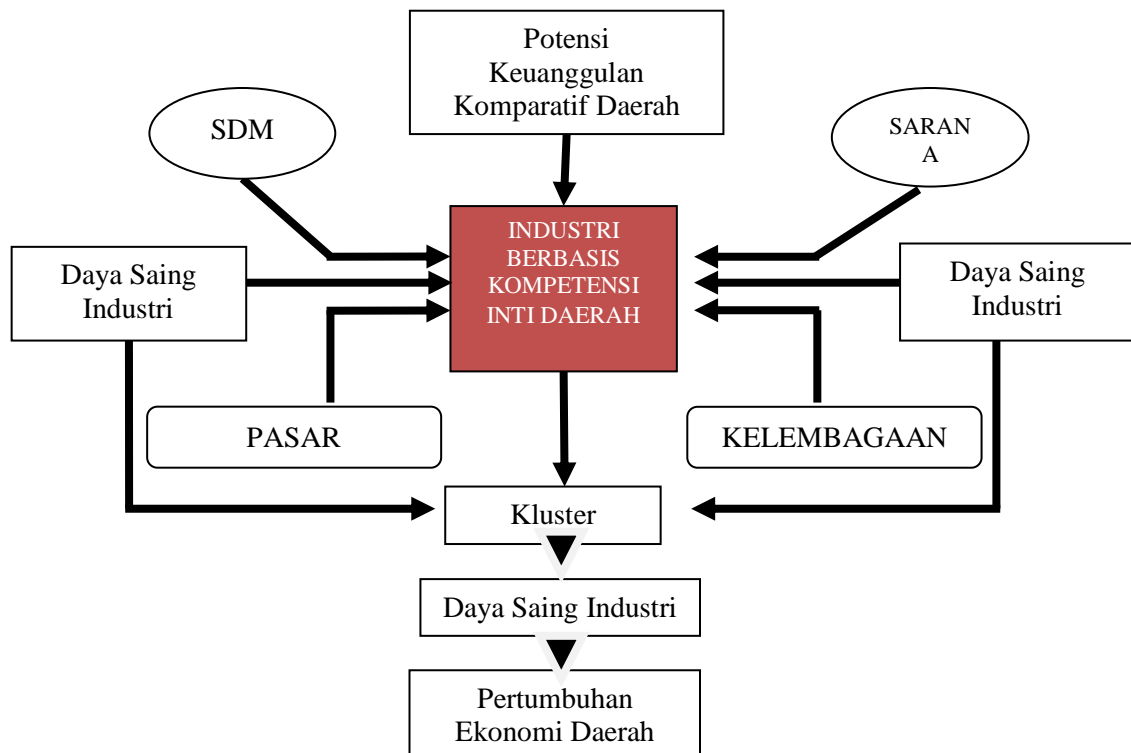 Potensi
Keuanggulan
Komparatif Daerah
SDM
SARAN
A
INDUSTRI
BERBASIS
KOMPETENSI
INTI DAERAH
Daya Saing
Industri
Daya Saing
Industri
PASAR
KELEMBAGAAN
Kluster
Daya Saing Industri
Pertumbuhan
Ekonomi Daerah